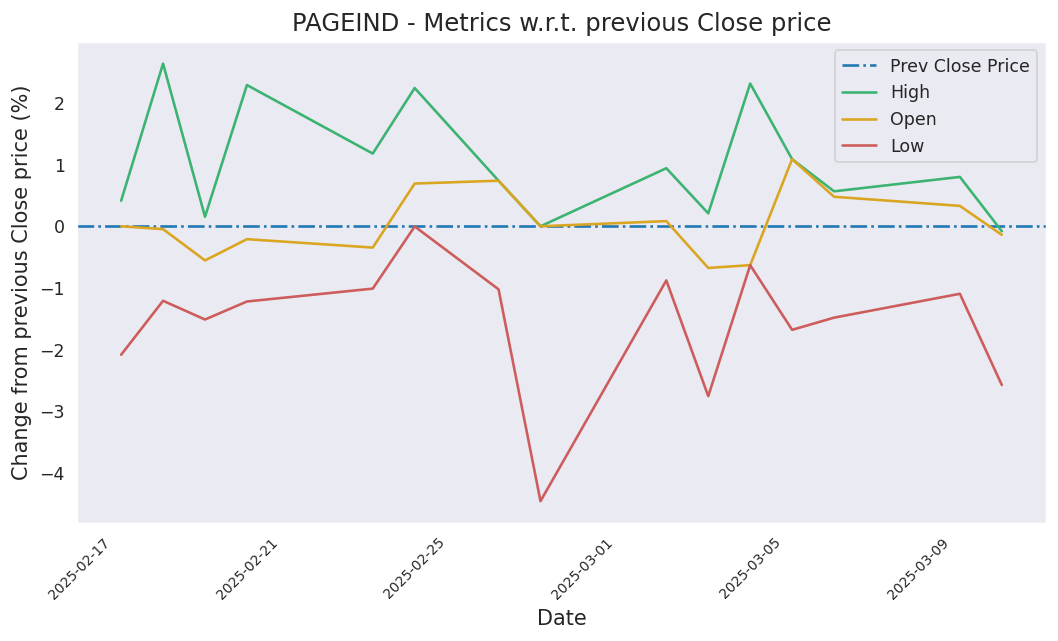 PAGEIND - Metrics w.r.t. previous Close price
Change from previous Close price (%)
2
1
0
−1
−2
−3
−4
Prev Close Price
High
Open
Low
2025-02-17
2025-02-21
2025-02-25
2025-03-01
2025-03-05
2025-03-09
Date